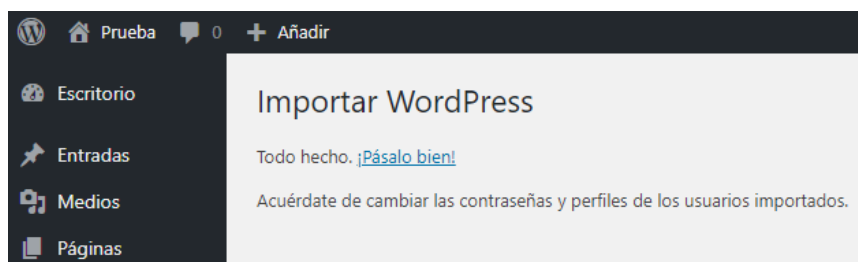 Prueba 0 Añadir
Escritorio
Importar WordPress
Entradas
Todo hecho. ¡Pásalo bien!
Medios
Acuérdate de cambiar las contraseñas y perfiles de los usuarios importados.
Páginas